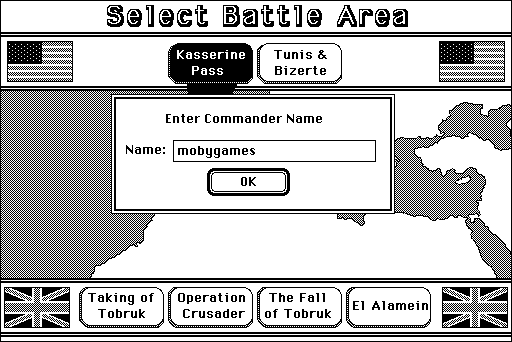 Select Battle Area
Kasserine
Pass
Tunis &
Bizerte
Enter Commander Name
Name: mobygames
OK
Taking of
Tobruk
Operation
Crusader
The Fall
of Tobruk
El Alamein